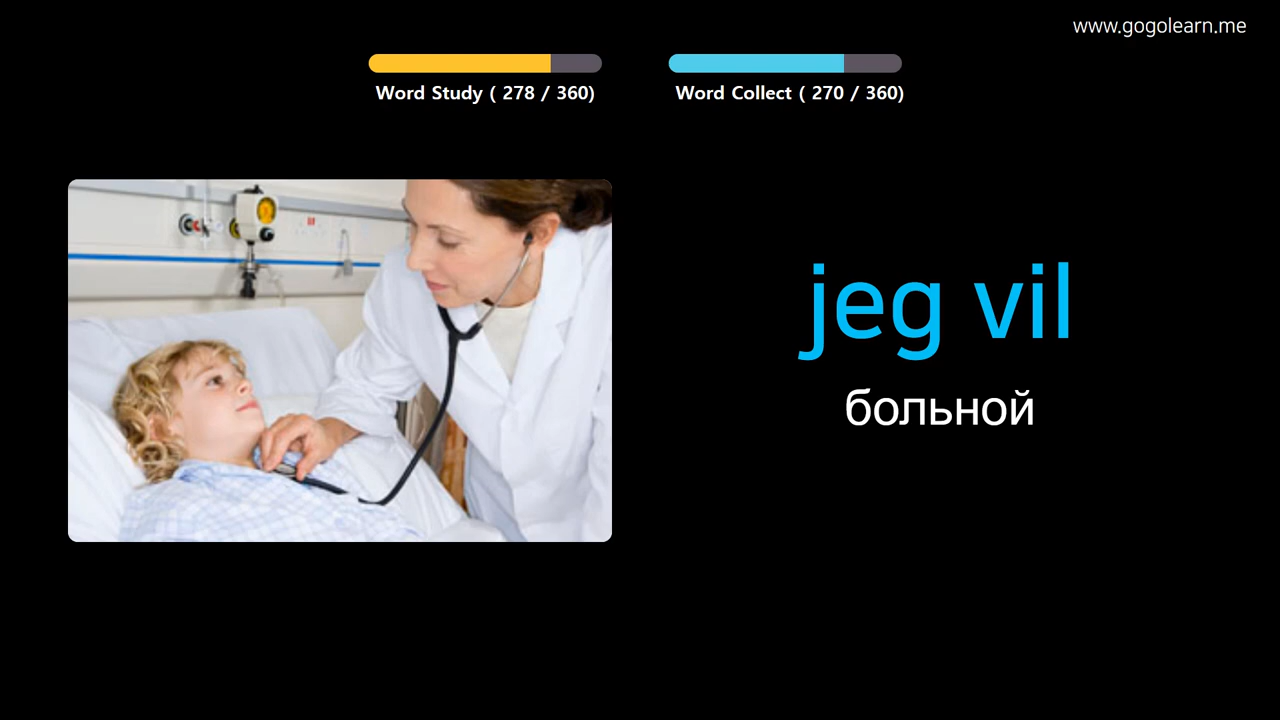 www.gogolearn.me
Word Study ( 278 / 360)
Word Collect ( 270 / 360)
jeg vil
больной